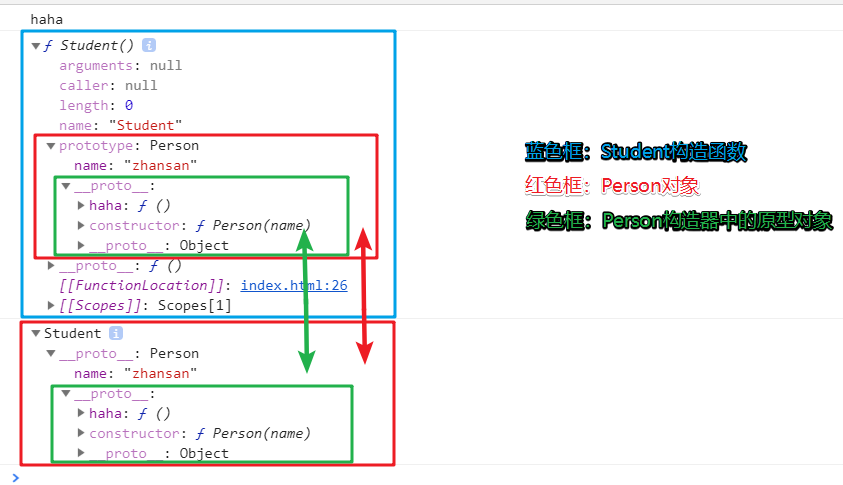 haha
▼ƒ Student() i
arguments: null
caller: null
length: 0
name: "Student"
▼prototype: Person
name: "zhansan"
▼__proto__:
▶haha: ƒ ()
▶constructor: ƒ Person(name)
▶__proto__: Object
▶__proto__: ƒ ()
[[FunctionLocation]]: index.html:26
▶[[Scopes]]: Scopes[1]
▼Student i
▼__proto__: Person
name: "zhansan"
▼__proto__:
▶haha: ƒ ()
▶constructor: ƒ Person(name)
▶__proto__: Object
>
蓝色框：Student构造函数
红色框：Person对象
绿色框：Person构造器中的原型对象